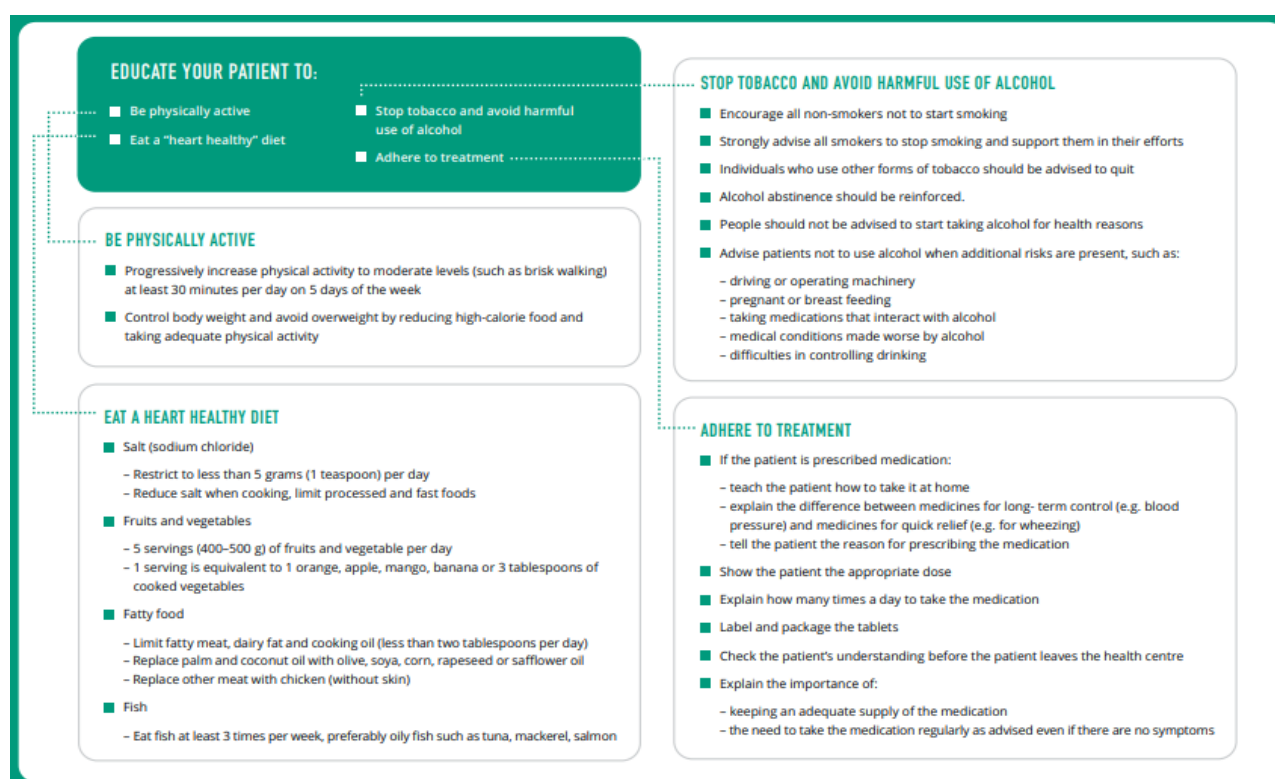 EDUCATE YOUR PATIENT TO:
Be physically active
Eat a “heart healthy” diet
Stop tobacco and avoid harmful
use of alcohol
Adhere to treatment
BE PHYSICALLY ACTIVE
Progressively increase physical activity to moderate levels (such as brisk walking)
at least 30 minutes per day on 5 days of the week
Control body weight and avoid overweight by reducing high-calorie food and
taking adequate physical activity
EAT A HEART HEALTHY DIET
Salt (sodium chloride)
– Restrict to less than 5 grams (1 teaspoon) per day
– Reduce salt when cooking, limit processed and fast foods
Fruits and vegetables
– 5 servings (400–500 g) of fruits and vegetable per day
– 1 serving is equivalent to 1 orange, apple, mango, banana or 3 tablespoons of
cooked vegetables
Fatty food
– Limit fatty meat, dairy fat and cooking oil (less than two tablespoons per day)
– Replace palm and coconut oil with olive, soya, corn, rapeseed or safflower oil
– Replace other meat with chicken (without skin)
Fish
– Eat fish at least 3 times per week, preferably oily fish such as tuna, mackerel, salmon
STOP TOBACCO AND AVOID HARMFUL USE OF ALCOHOL
Encourage all non-smokers not to start smoking
Strongly advise all smokers to stop smoking and support them in their efforts
Individuals who use other forms of tobacco should be advised to quit
Alcohol abstinence should be reinforced.
People should not be advised to start taking alcohol for health reasons
Advise patients not to use alcohol when additional risks are present, such as:
– driving or operating machinery
– pregnant or breast feeding
– taking medications that interact with alcohol
– medical conditions made worse by alcohol
– difficulties in controlling drinking
ADHERE TO TREATMENT
If the patient is prescribed medication:
– teach the patient how to take it at home
– explain the difference between medicines for long- term control (e.g. blood
pressure) and medicines for quick relief (e.g. for wheezing)
– tell the patient the reason for prescribing the medication
Show the patient the appropriate dose
Explain how many times a day to take the medication
Label and package the tablets
Check the patient’s understanding before the patient leaves the health centre
Explain the importance of:
– keeping an adequate supply of the medication
– the need to take the medication regularly as advised even if there are no symptoms